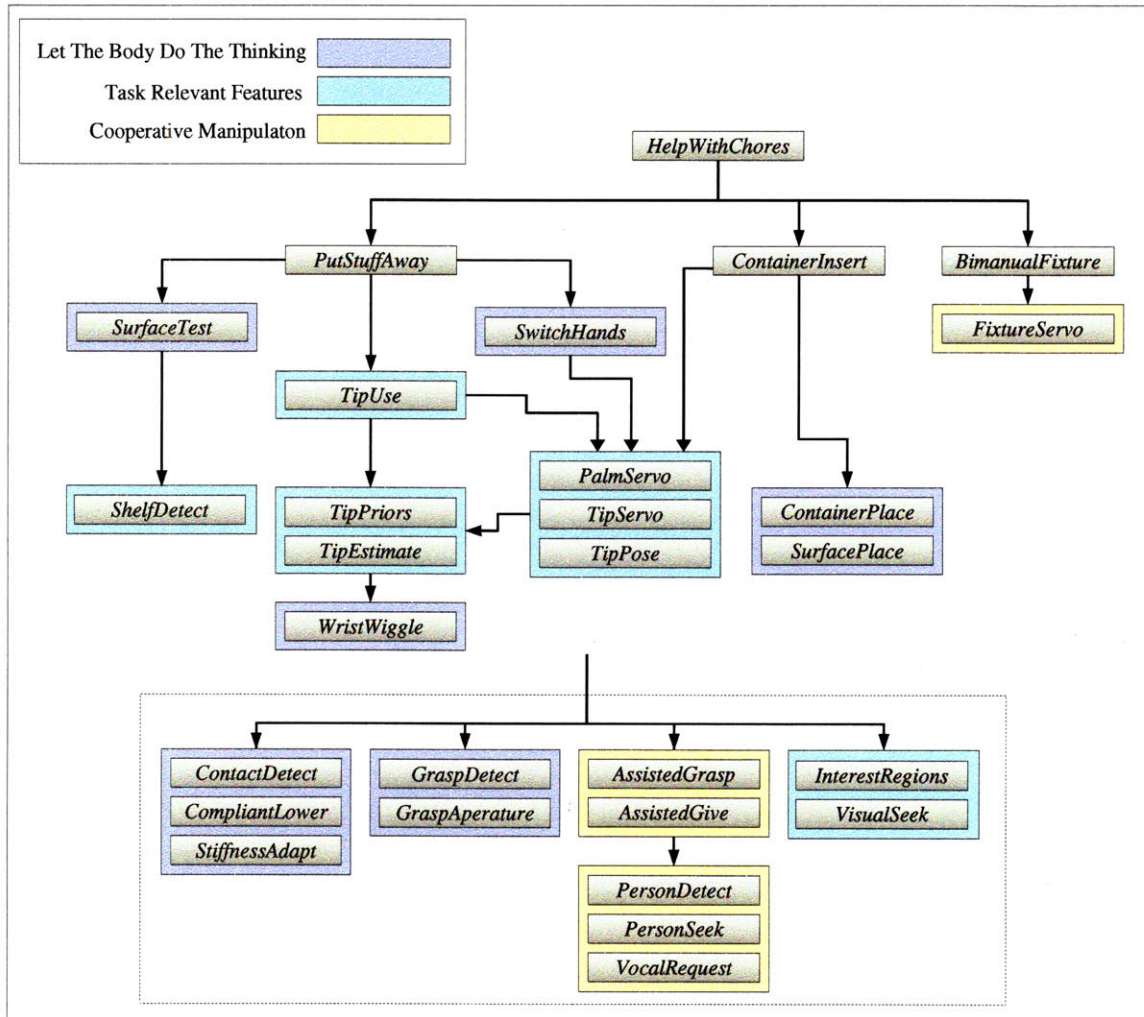 Let The Body Do The Thinking
Task Relevant Features
Cooperative Manipulaton
HelpWithChores
PutStuffAway
ContainerInsert
BimanualFixture
SurfaceTest
SwitchHands
FixtureServo
TipUse
PalmServo
ShelfDetect
TipPriors
TipServo
ContainerPlace
TipEstimate
TipPose
SurfacePlace
WristWiggle
ContactDetect
GraspDetect
AssistedGrasp
InterestRegions
CompliantLower
GraspAperature
AssistedGive
VisualSeek
StiffnessAdapt
PersonDetect
PersonSeek
VocalRequest